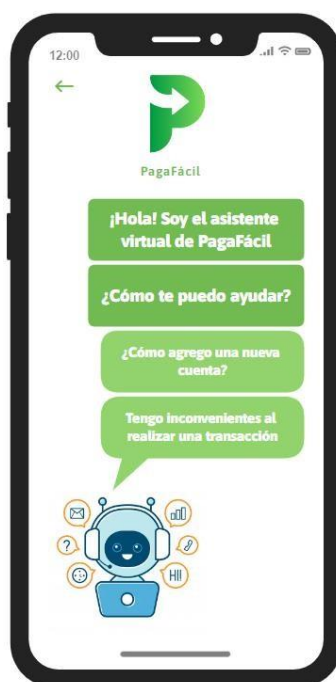 12:00
PagaFácil
¡Hola! Soy el asistente
virtual de PagaFácil
¿Cómo te puedo ayudar?
¿Cómo agrego una nueva
cuenta?
Tengo inconvenientes al
realizar una transacción
?
HI!